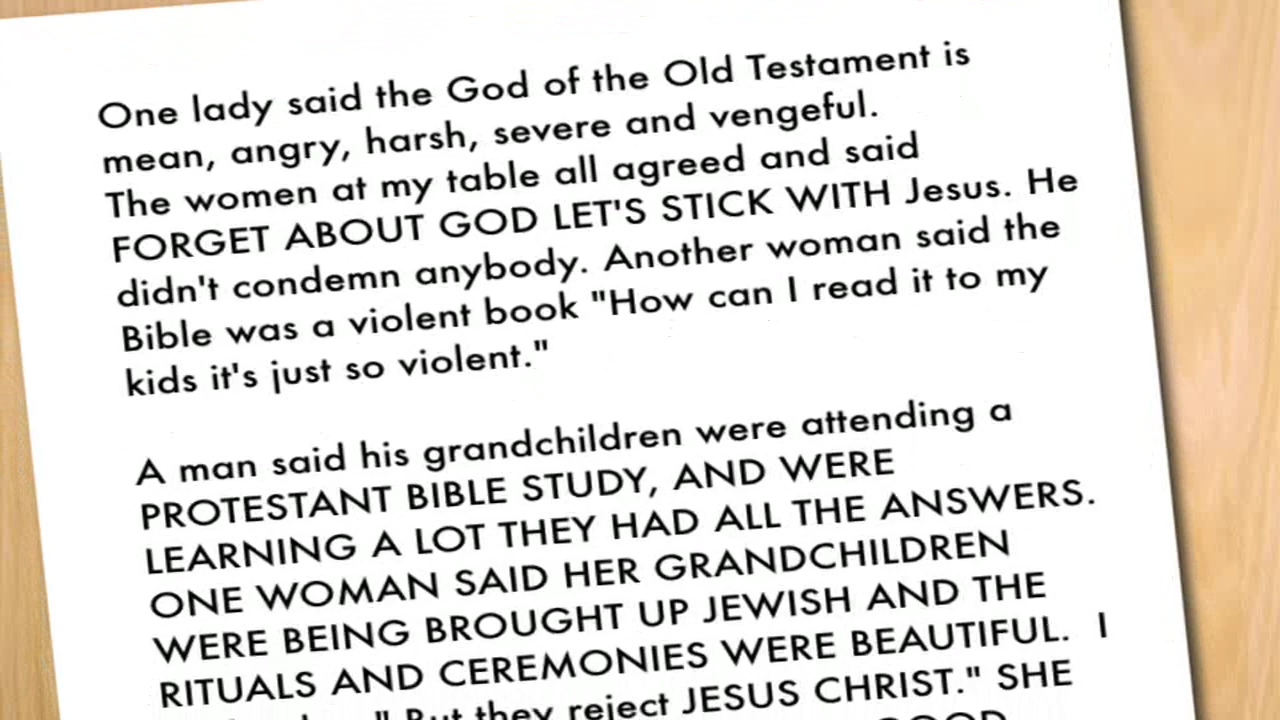 One lady said the God of the Old Testament is
mean, angry, harsh, severe and vengeful.
The women at my table all agreed and said
FORGET ABOUT GOD LET'S STICK WITH Jesus. He
didn't condemn anybody. Another woman said the
Bible was a violent book "How can I read it to my
kids it's just so violent."
A man said his grandchildren were attending a
PROTESTANT BIBLE STUDY, AND WERE
LEARNING A LOT THEY HAD ALL THE ANSWERS.
ONE WOMAN SAID HER GRANDCHILDREN
WERE BEING BROUGHT UP JEWISH AND THE
RITUALS AND CEREMONIES WERE BEAUTIFUL. I
" But they reject JESUS CHRIST." SHE
GOOD